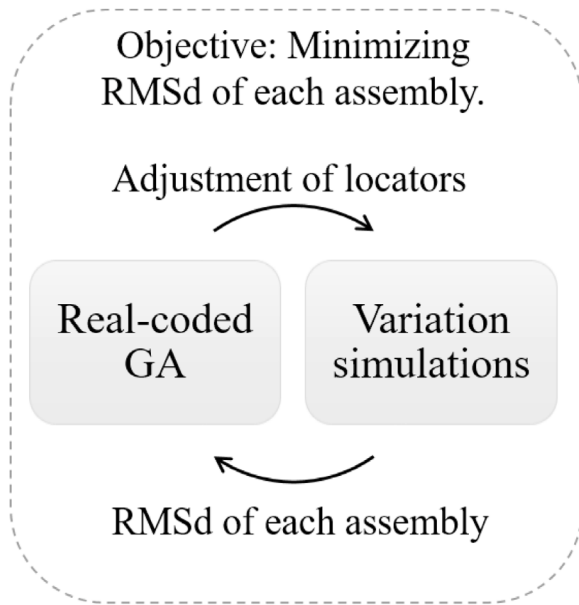 Objective: Minimizing
RMSd of each assembly.
Adjustment of locators
Real-coded
GA
Variation
simulations
RMSd of each assembly